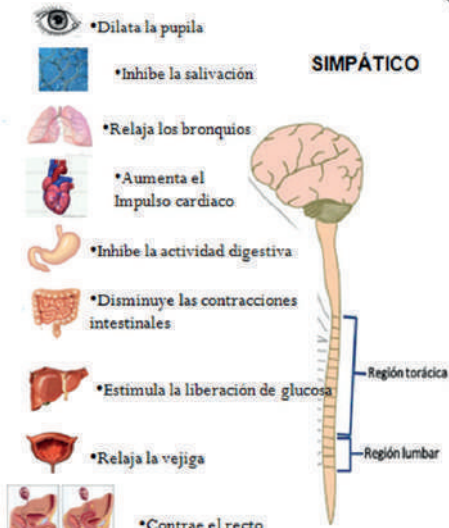 •Dilata la pupila
SIMPÁTICO
•Inhibe la salivación
•Relaja los bronquios
•Aumenta el
Impulso cardiaco
•Inhibe la actividad digestiva
•Disminuye las contracciones
intestinales
Región torácica
•Estimula la liberación de glucosa
Región lumbar
•Relaja la vejiga
•Contrae el recto